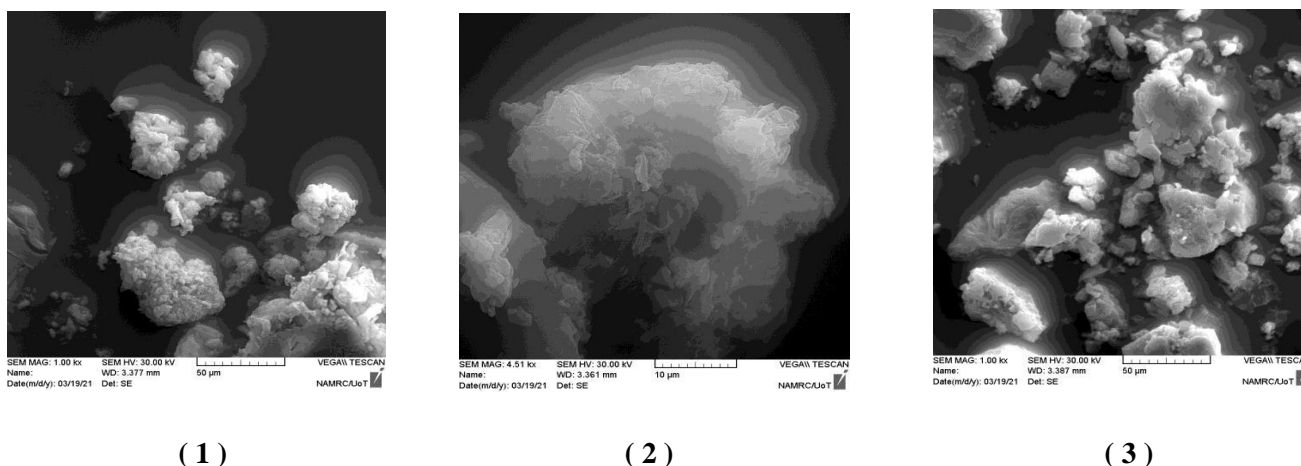 SEM MAG: 1.00 kx SEM HV: 30.00 kV VEGA\\ TESCAN
Name: WD: 3.377 mm 50 µm
Date(m/d/y): 03/19/21 Det: SE NAMRC/UoT
SEM MAG: 4.51 kx SEM HV: 30.00 kV VEGA\\ TESCAN
Name: WD: 3.361 mm 10 µm
Date(m/d/y): 03/19/21 Det: SE NAMRC/UoT
SEM MAG: 1.00 kx SEM HV: 30.00 kV VEGA\\ TESCAN
Name: WD: 3.387 mm 50 µm
Date(m/d/y): 03/19/21 Det: SE NAMRC/UoT
( 1 ) ( 2 ) ( 3 )